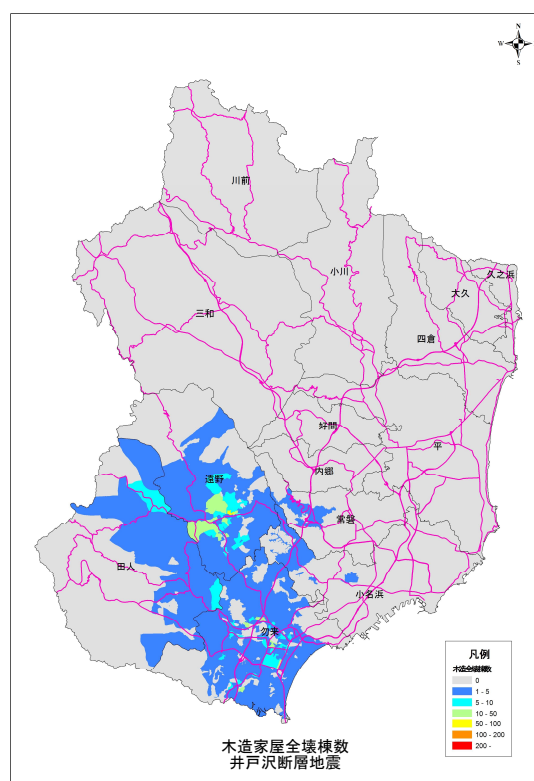 N
W E
S
川前
小川
久之浜
大久
三和
四倉
好間
平
内郷
遠野
常磐
田人
小名浜
勿来
凡例
木造全壊棟数
0
1 - 5
5 - 10
10 - 50
50 - 100
100 - 200
200 -
木造家屋全壊棟数
井戸沢断層地震